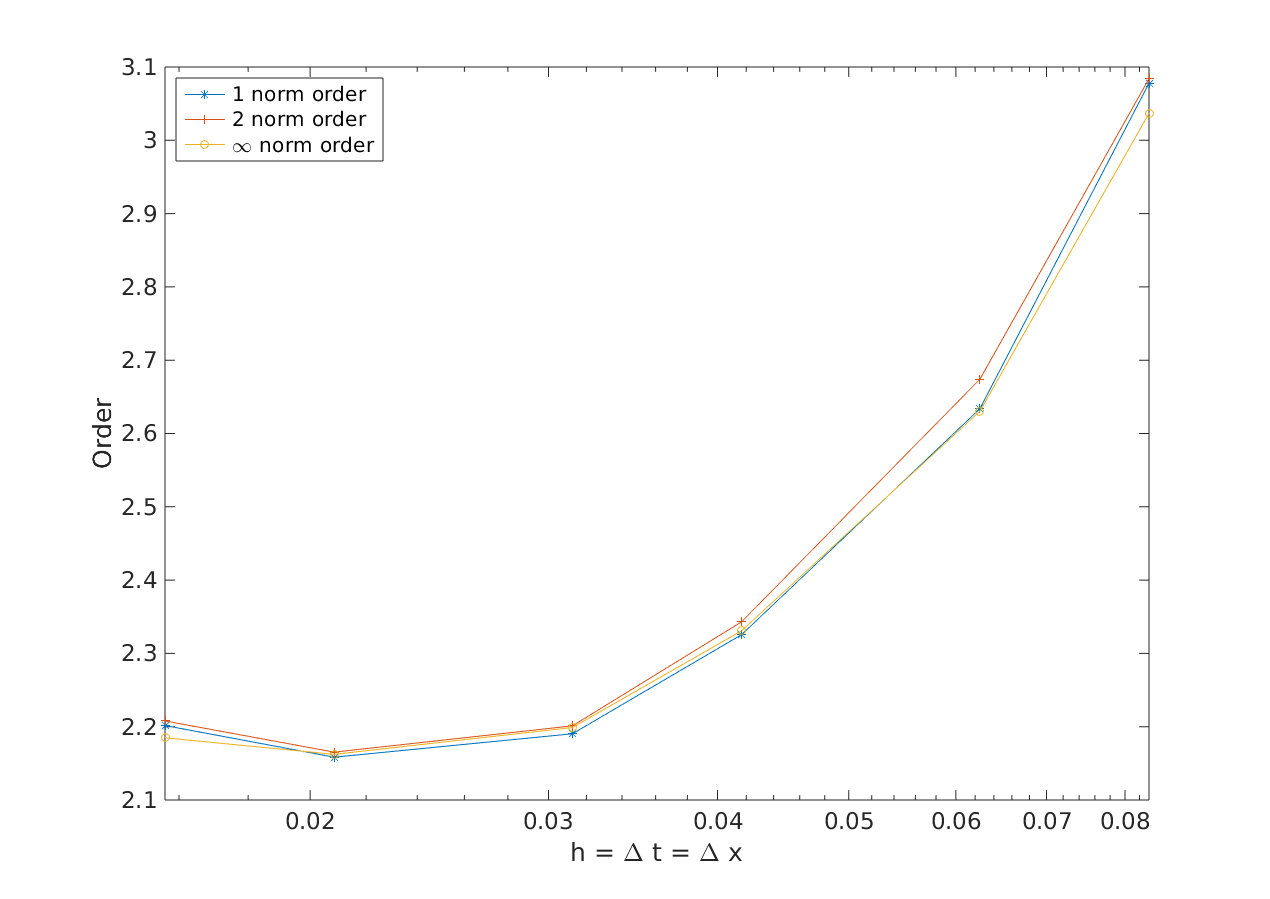 3.1
3
2.9
2.8
2.7
2.6
2.5
2.4
2.3
2.2
2.1
Order
1 norm order
2 norm order
∞ norm order
0.02 0.03 0.04 0.05 0.06 0.07 0.08
h = Δ t = Δ x